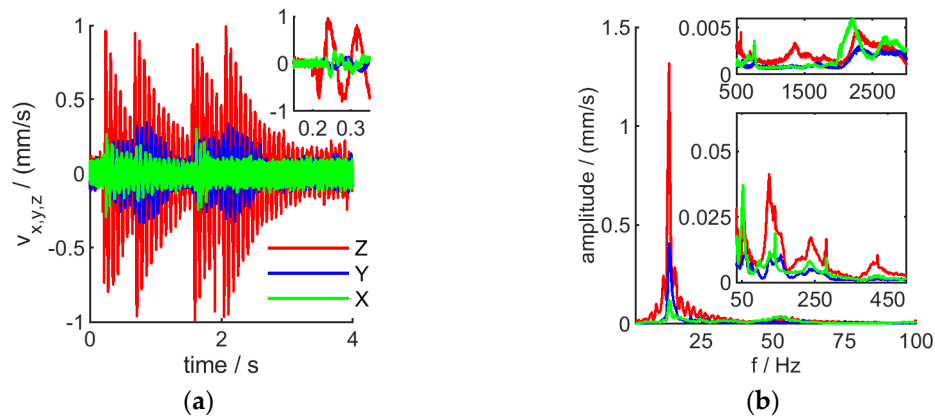 1
0.5
0
-0.5
-1
v x,y,z / (mm/s)
0 2 4
time / s
1
0
-1
0.2 0.3
Z
Y
X
(a)
1.5
1
0.5
0
amplitude / (mm/s)
25 50 75 100
f / Hz
0.005
0
500 1500 2500
0.05
0.025
0
50 250 450
(b)